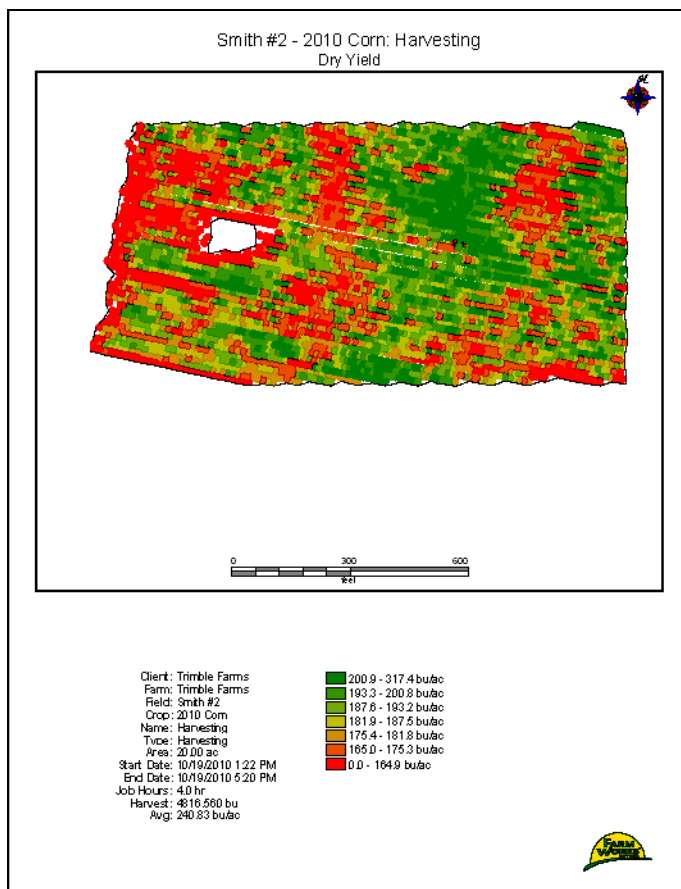 Smith #2 - 2010 Corn: Harvesting
Dry Yield
0 300 600
feet
Client: Trimble Farms
Farm: Trimble Farms
Field: Smith #2
Crop: 2010 Corn
Name: Harvesting
Type: Harvesting
Area: 20.00 ac
Start Date: 10/19/2010 1:22 PM
End Date: 10/19/2010 5:20 PM
Job Hours: 4.0 hr
Harvest: 4816.560 bu
Avg: 240.83 bu/ac
200.9 - 317.4 bu/ac
193.3 - 200.8 bu/ac
187.6 - 193.2 bu/ac
181.9 - 187.5 bu/ac
175.4 - 181.8 bu/ac
165.0 - 175.3 bu/ac
0.0 - 164.9 bu/ac
FARM
WORKS